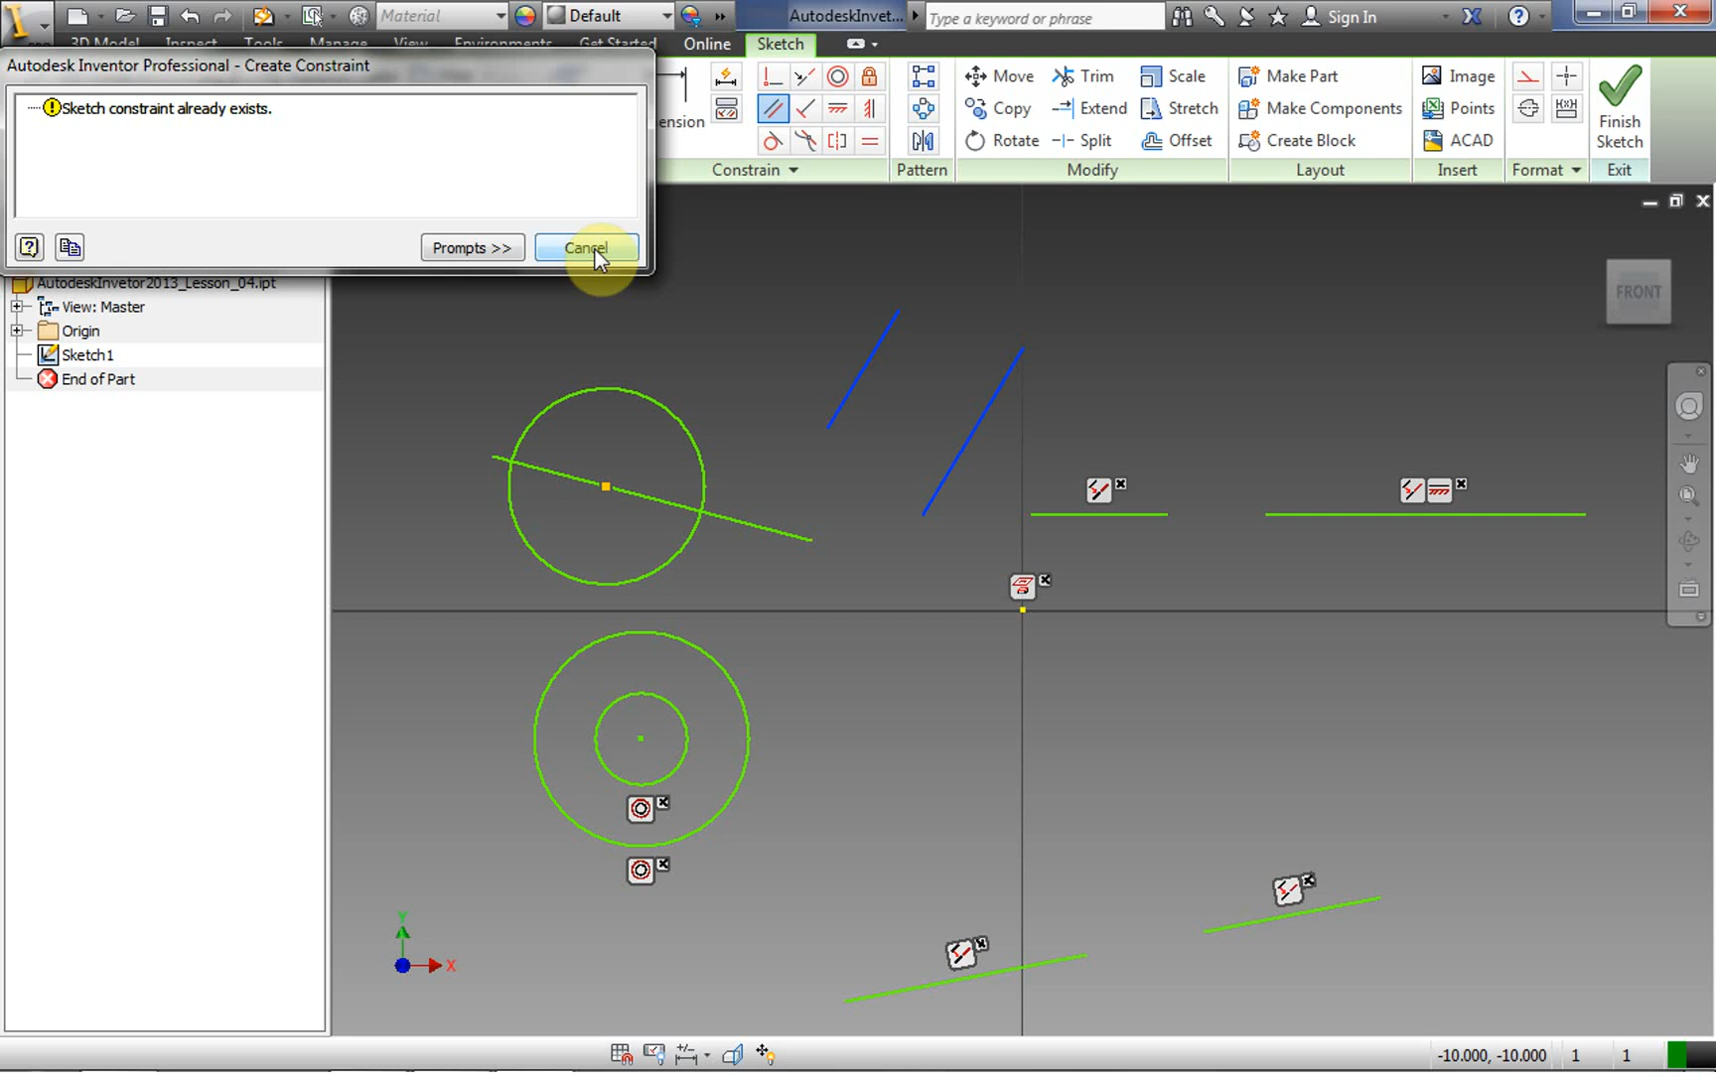 Material
Default
AutodeskInvet...
Type a keyword or phrase
Sign In
3D Model
Inspect
Tools
Manage
View
Environments
Get Started
Online
Sketch
Autodesk Inventor Professional - Create Constraint
Sketch constraint already exists.
Prompts >>
Cancel
Move
Trim
Scale
Copy
Extend
Stretch
Rotate
Split
Offset
Make Part
Make Components
Create Block
Image
Points
ACAD
Finish
Sketch
Constrain
Pattern
Modify
Layout
Insert
Format
Exit
AutodeskInvetor2013_Lesson_04.ipt
View: Master
Origin
Sketch1
End of Part
FRONT
Y
X
-10.000, -10.000
1
1